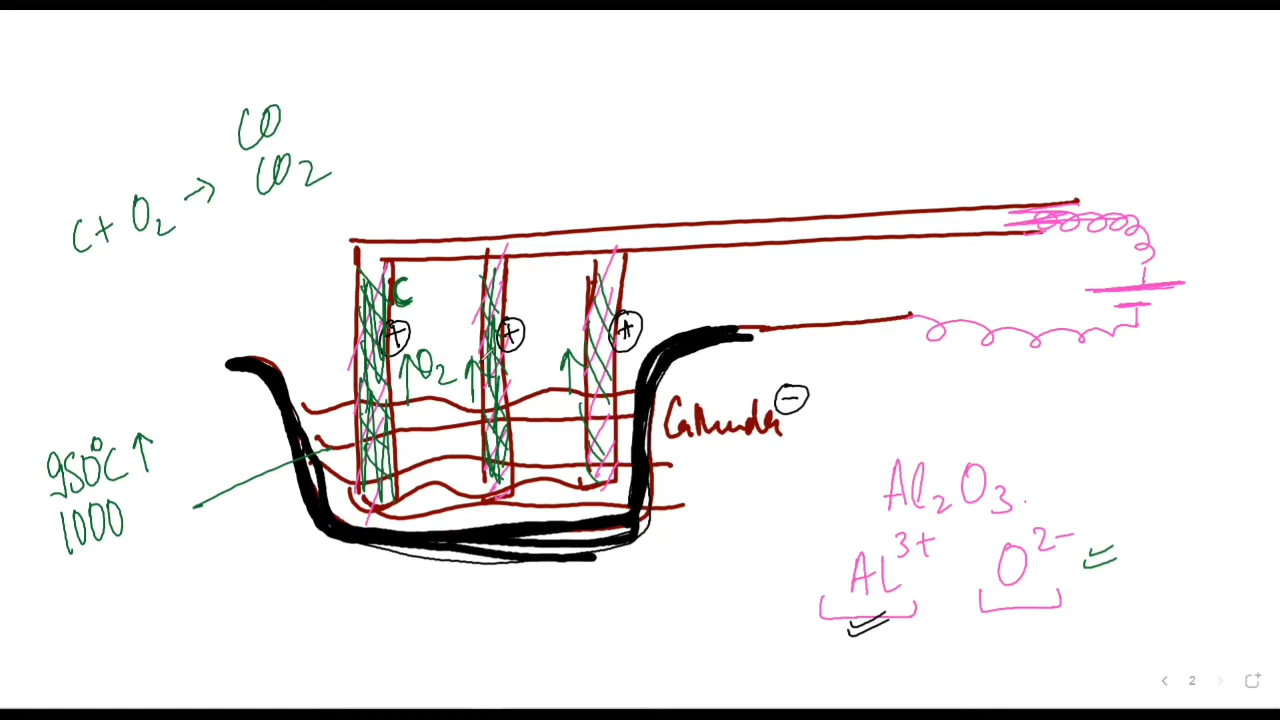 CO
CO2
C + O2 →
C
+
+
+
O2
Cathode
−
950°C ↑
1000
Al2O3.
Al3+ O2−
2